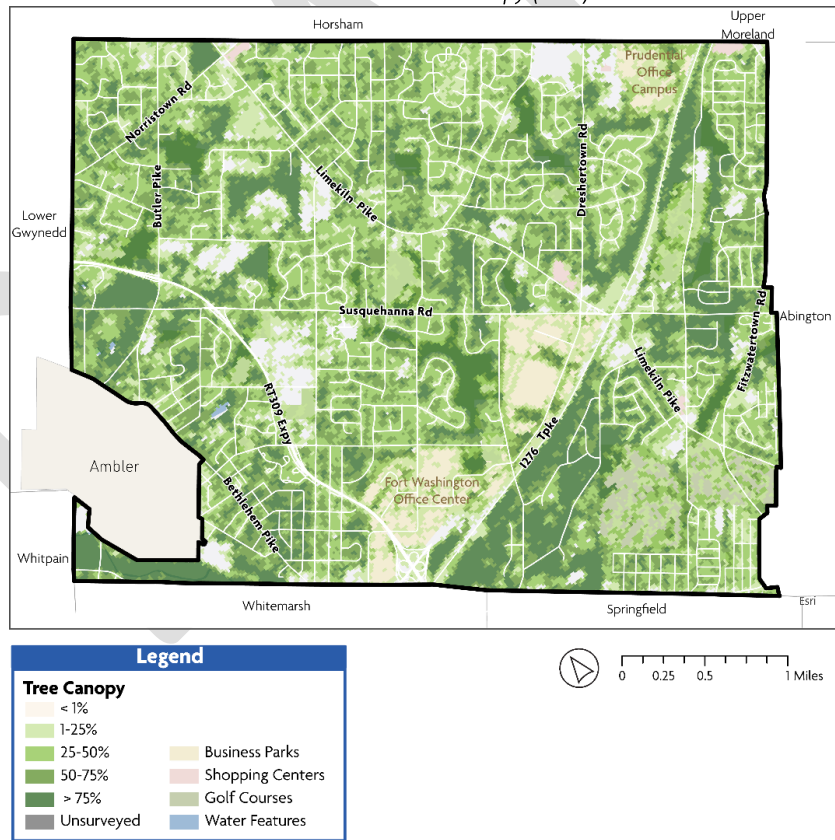 Horsham
Upper
Moreland
Prudential
Office
Campus
Norristown Rd
Butler Pike
Limekiln Pike
Dreshertown Rd
Lower
Gwynedd
Susquehanna Rd
Abington
Fitzwatertown Rd
Limekiln Pike
RT309 Expy
I276 Tpke
Ambler
Fort Washington
Office Center
Bethlehem Pike
Whitpain
Whitemarsh
Springfield
Esri
Legend
Tree Canopy
< 1%
1-25%
25-50%
50-75%
> 75%
Unsurveyed
Business Parks
Shopping Centers
Golf Courses
Water Features
0 0.25 0.5 1 Miles